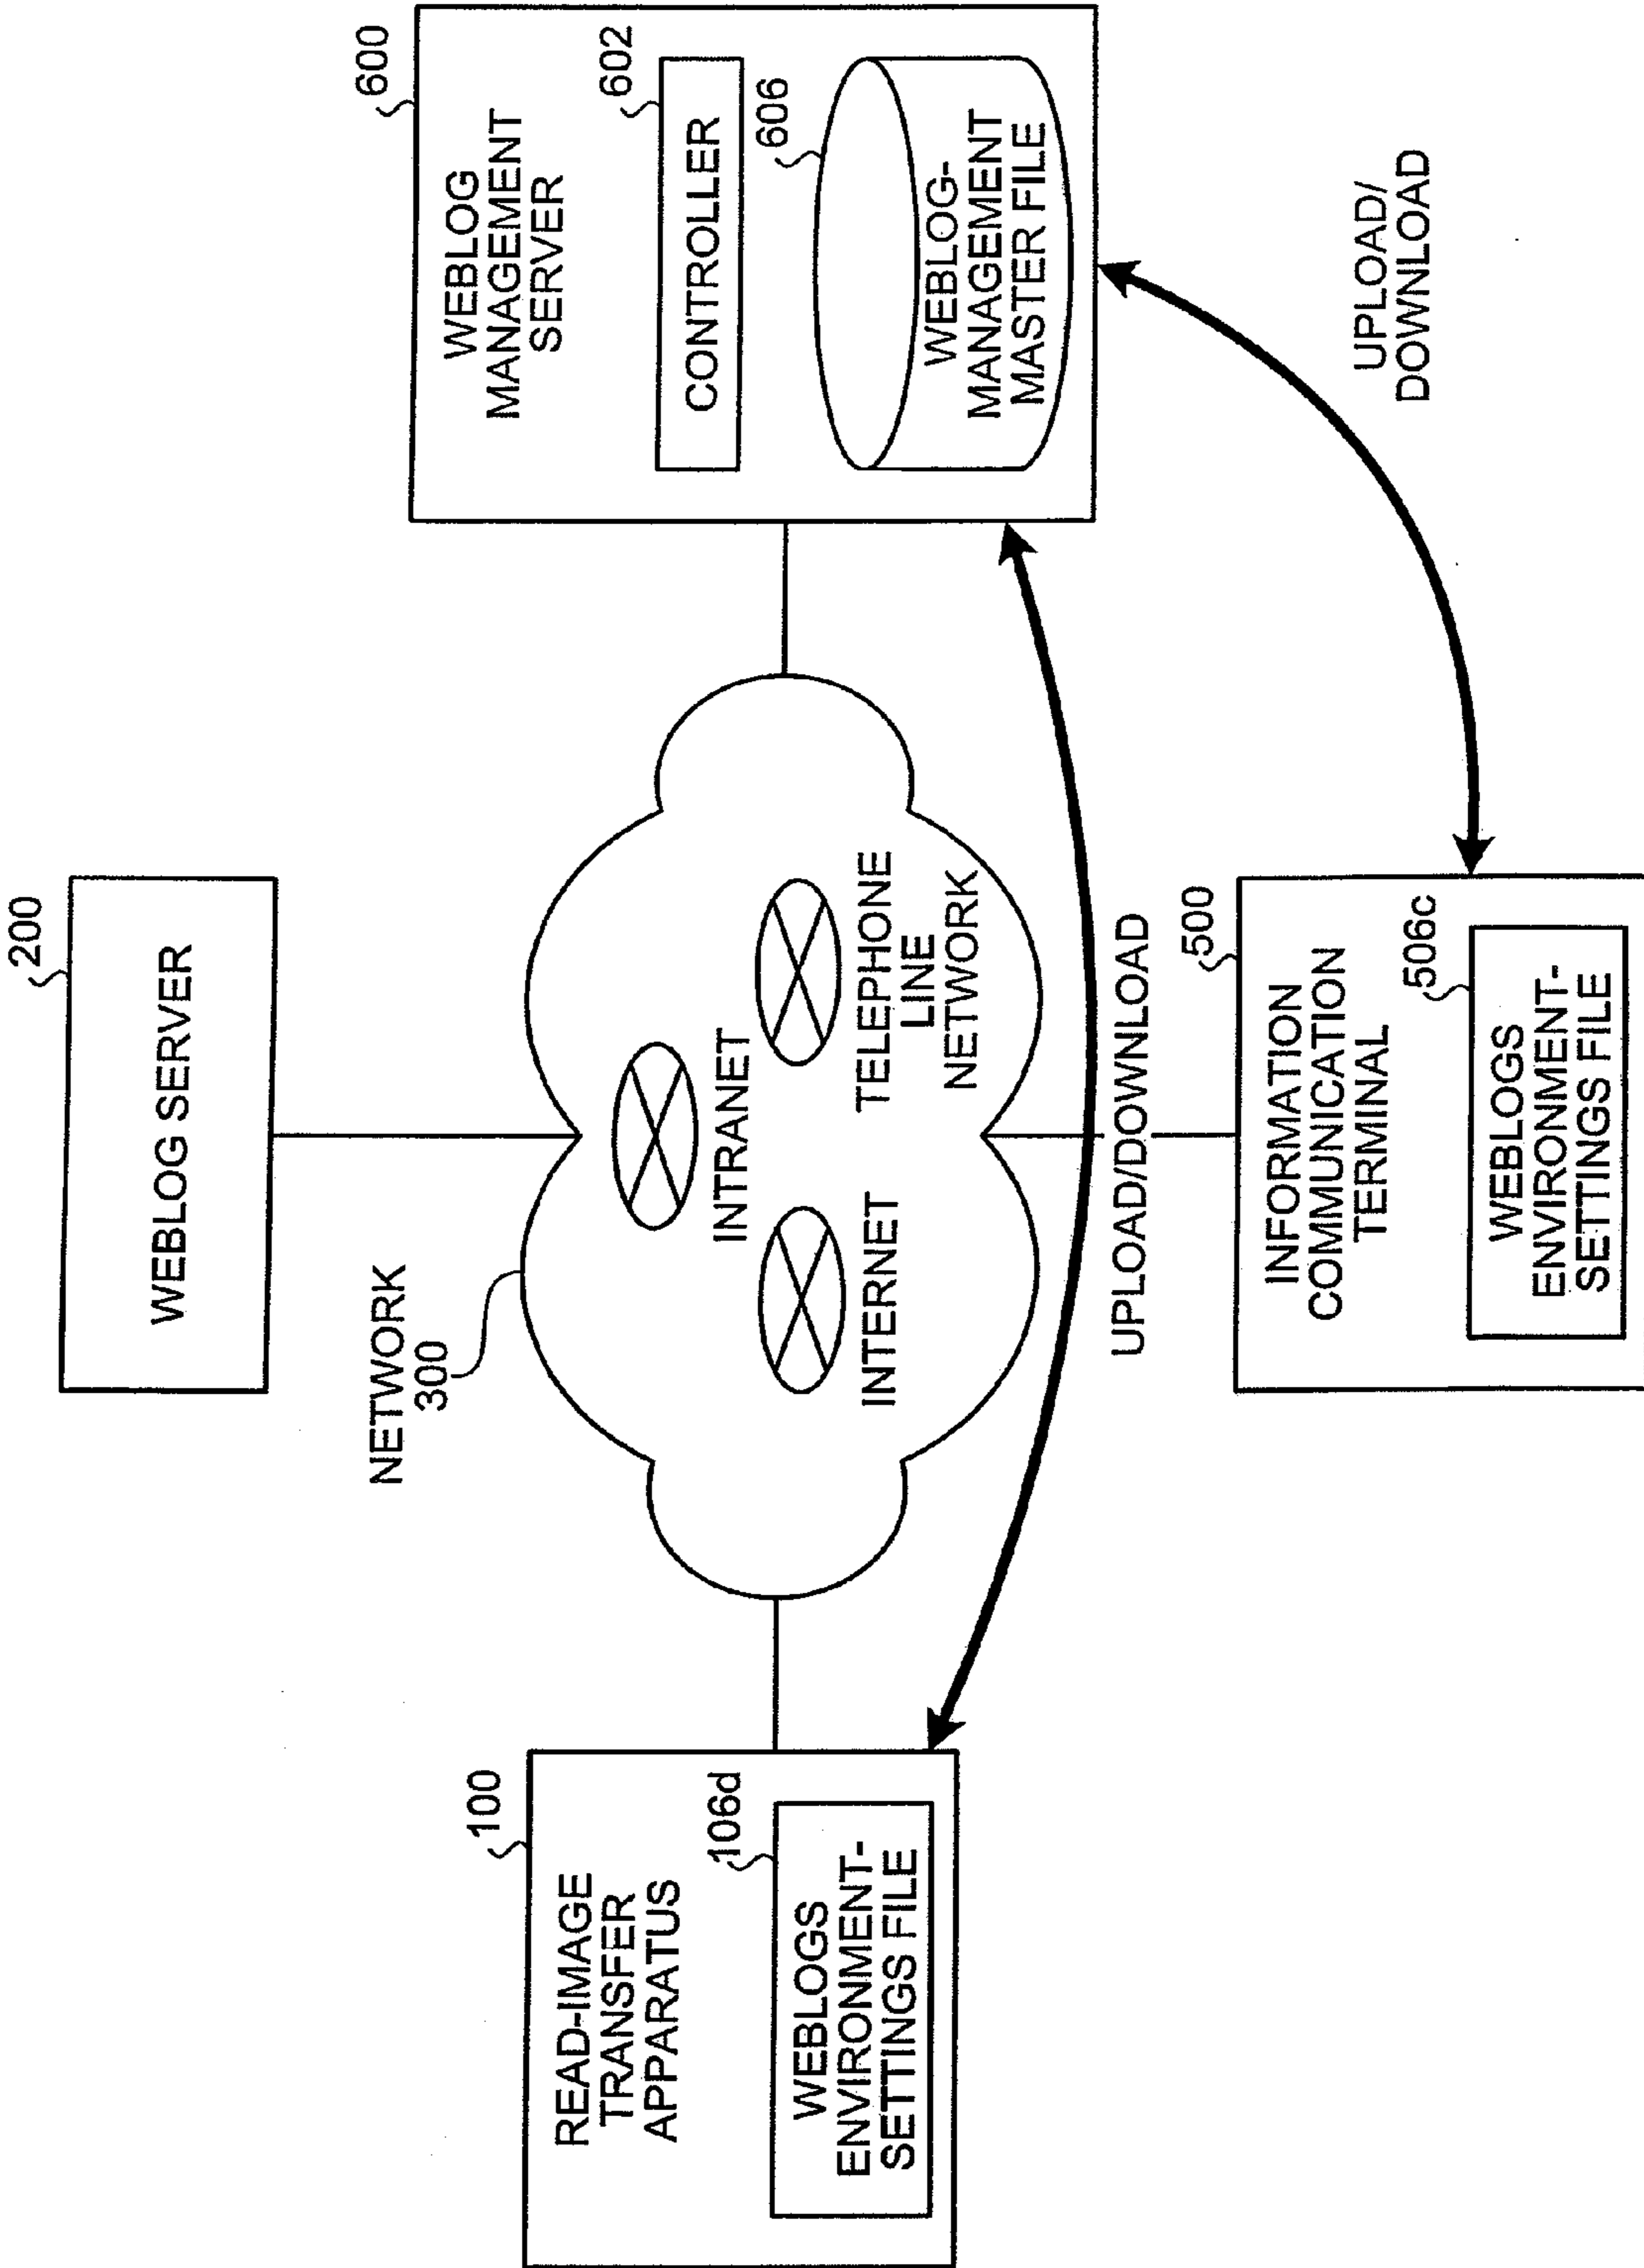 200
WEBLOG SERVER
NETWORK
300
INTRANET
INTERNET
TELEPHONE
LINE
NETWORK
100
READ-IMAGE
TRANSFER
APPARATUS
106d
WEBLOGS
ENVIRONMENT-
SETTINGS FILE
600
WEBLOG
MANAGEMENT
SERVER
602
CONTROLLER
606
WEBLOG-
MANAGEMENT
MASTER FILE
UPLOAD/DOWNLOAD
500
INFORMATION
COMMUNICATION
TERMINAL
506c
WEBLOGS
ENVIRONMENT-
SETTINGS FILE
UPLOAD/
DOWNLOAD